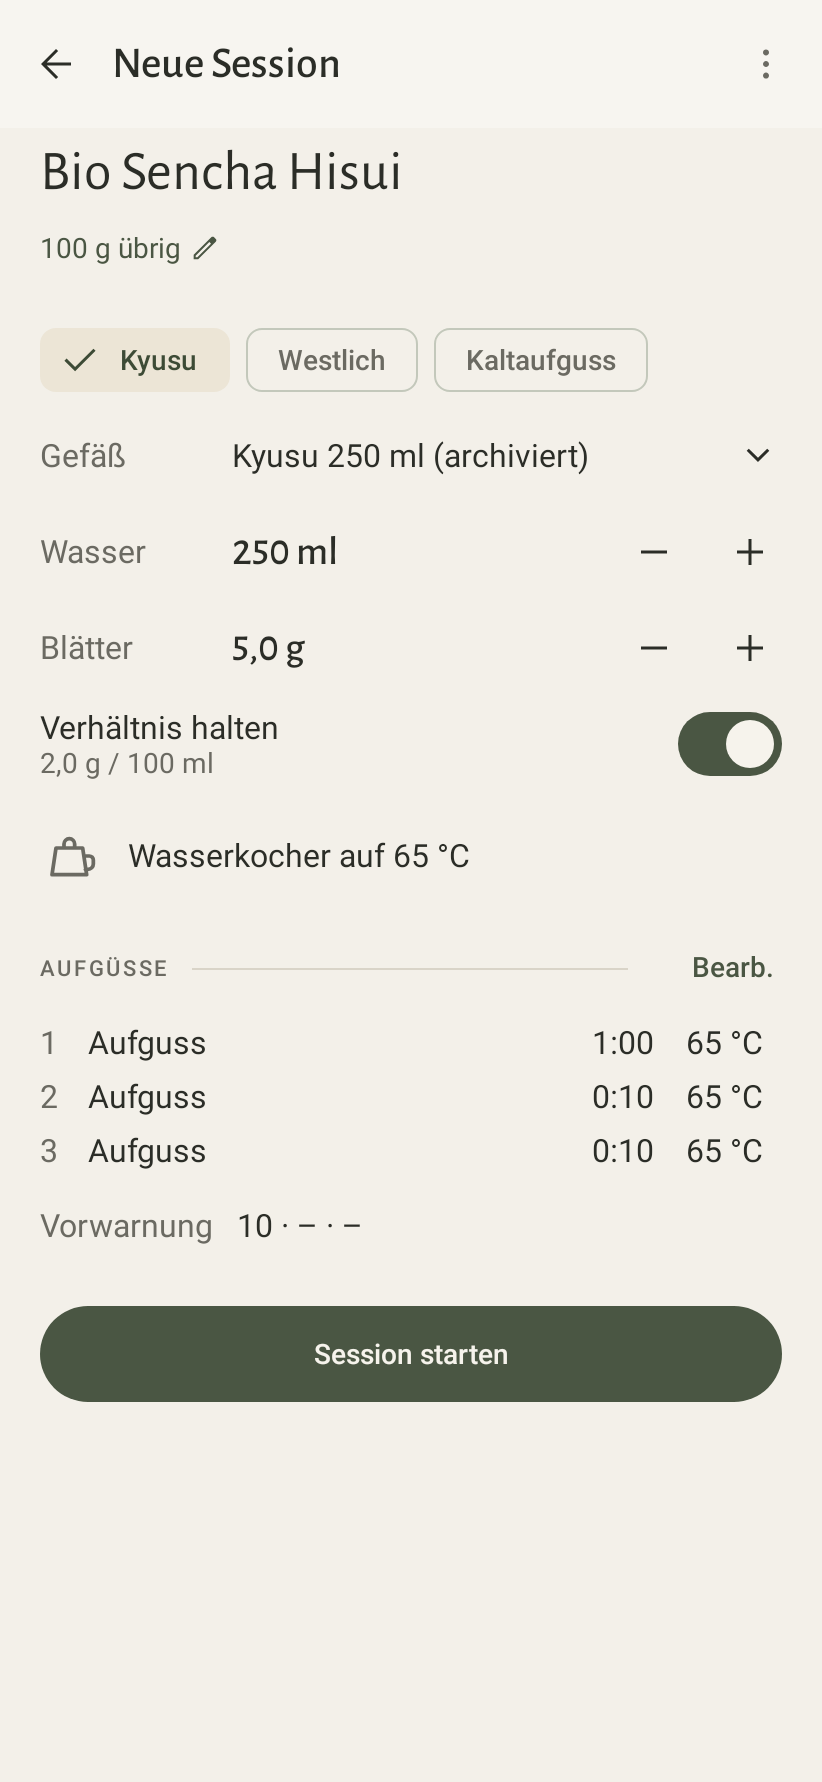 Neue Session
Bio Sencha Hisui
100 g übrig
Kyusu Westlich Kaltaufguss
Gefäß Kyusu 250 ml (archiviert)
Wasser 250 ml
Blätter 5,0 g
Verhältnis halten
2,0 g / 100 ml
Wasserkocher auf 65 °C
AUFGÜSSE Bearb.
1 Aufguss 1:00 65 °C
2 Aufguss 0:10 65 °C
3 Aufguss 0:10 65 °C
Vorwarnung 10 · – · –
Session starten